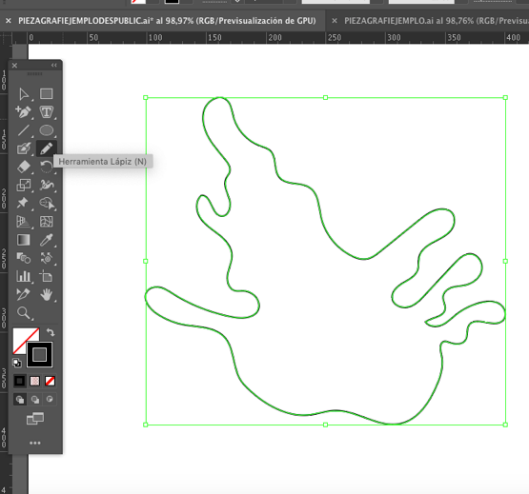 PIEZAGRAFIEJEMPLODESPUBLIC.ai* al 98,97% (RGB/Previsualización de GPU)
× PIEZAGRAFIEJEMPLO.ai al 98,76% (RGB/Previsu
0 50 100 150 200 250 300 350 400
Herramienta Lápiz (N)